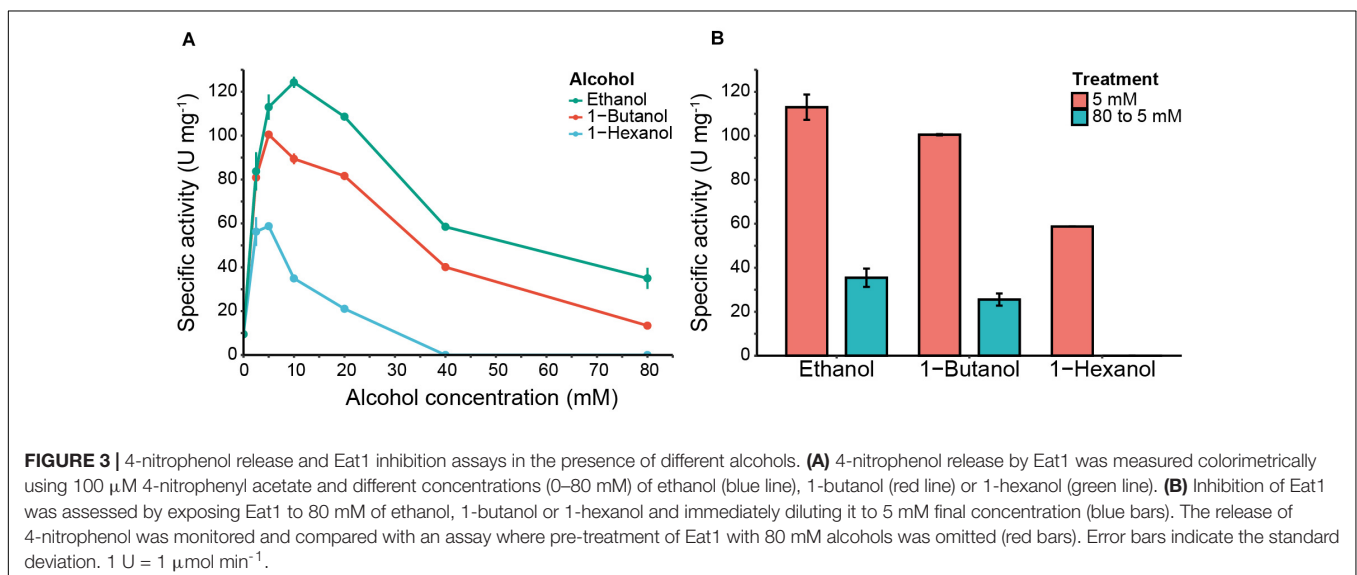 A
Specific activity (U mg-1)
120
100
80
60
40
20
0
0 10 20 30 40 50 60 70 80
Alcohol concentration (mM)
Alcohol
Ethanol
1−Butanol
1−Hexanol
B
Specific activity (U mg-1)
120
100
80
60
40
20
0
Ethanol 1−Butanol 1−Hexanol
Treatment
5 mM
80 to 5 mM
FIGURE 3 | 4-nitrophenol release and Eat1 inhibition assays in the presence of different alcohols. (A) 4-nitrophenol release by Eat1 was measured colorimetrically
using 100 μM 4-nitrophenyl acetate and different concentrations (0–80 mM) of ethanol (blue line), 1-butanol (red line) or 1-hexanol (green line). (B) Inhibition of Eat1
was assessed by exposing Eat1 to 80 mM of ethanol, 1-butanol or 1-hexanol and immediately diluting it to 5 mM final concentration (blue bars). The release of
4-nitrophenol was monitored and compared with an assay where pre-treatment of Eat1 with 80 mM alcohols was omitted (red bars). Error bars indicate the standard
deviation. 1 U = 1 μmol min-1.